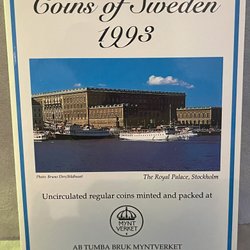 Coins of Sweden
1993
Photo: Bruno Ehrs/Bildhuset
The Royal Palace, Stockholm
Uncirculated regular coins minted and packed at
MYNT
VERKET
AB TUMBA BRUK MYNTVERKET